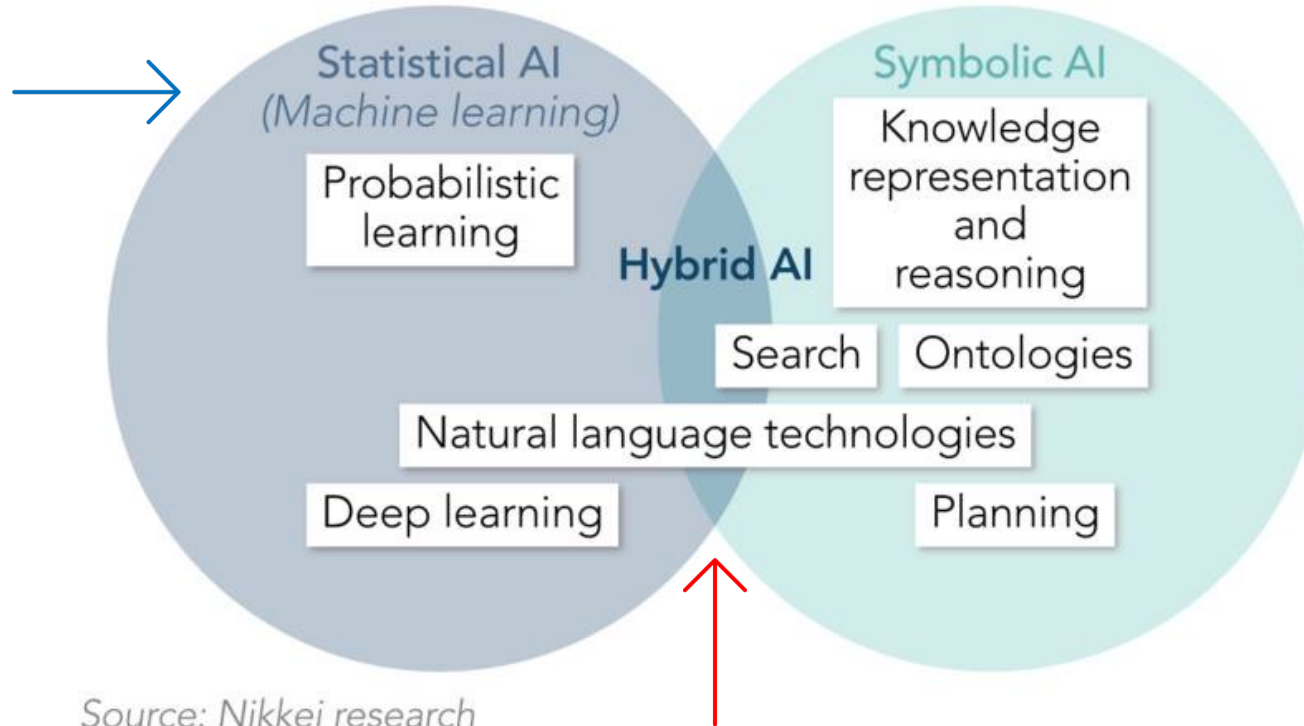 Statistical AI
(Machine learning)
Probabilistic
learning
Hybrid AI
Symbolic AI
Knowledge
representation
and
reasoning
Search
Ontologies
Natural language technologies
Deep learning
Planning
Source: Nikkei research